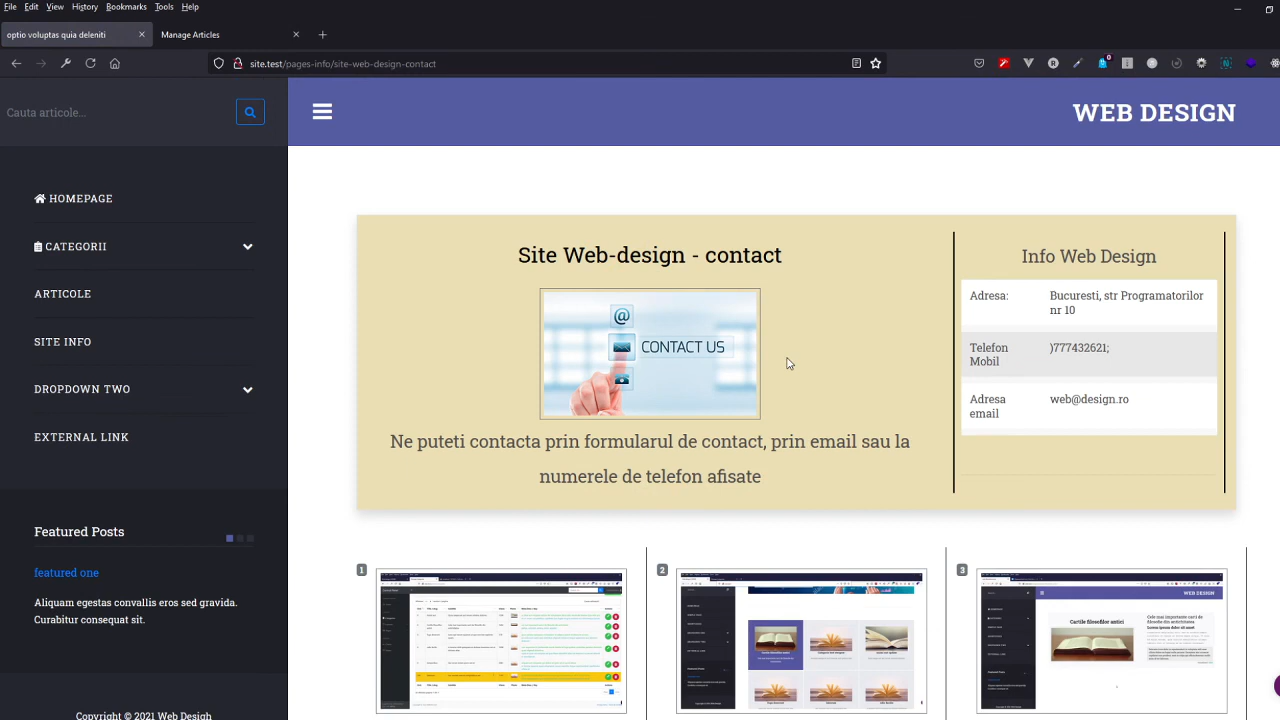 File Edit View History Bookmarks Tools Help
optio voluptas quia deleniti
Manage Articles
site.test/pages-info/site-web-design-contact
0
Cauta articole...
WEB DESIGN
HOMEPAGE
CATEGORII
ARTICOLE
SITE INFO
DROPDOWN TWO
EXTERNAL LINK
Featured Posts
featured one
Aliquam egestas convallis eros sed gravida.
Curabitur consequat sit.
Copyright © 2021 Web Design
Site Web-design - contact
@
CONTACT US
Ne puteti contacta prin formularul de contact, prin email sau la
numerele de telefon afisate
Info Web Design
Adresa: Bucuresti, str Programatorilor
nr 10
Telefon )777432621;
Mobil
Adresa web@design.ro
email
1
2
3
WEB DESIGN
Cartile filosofilor antici